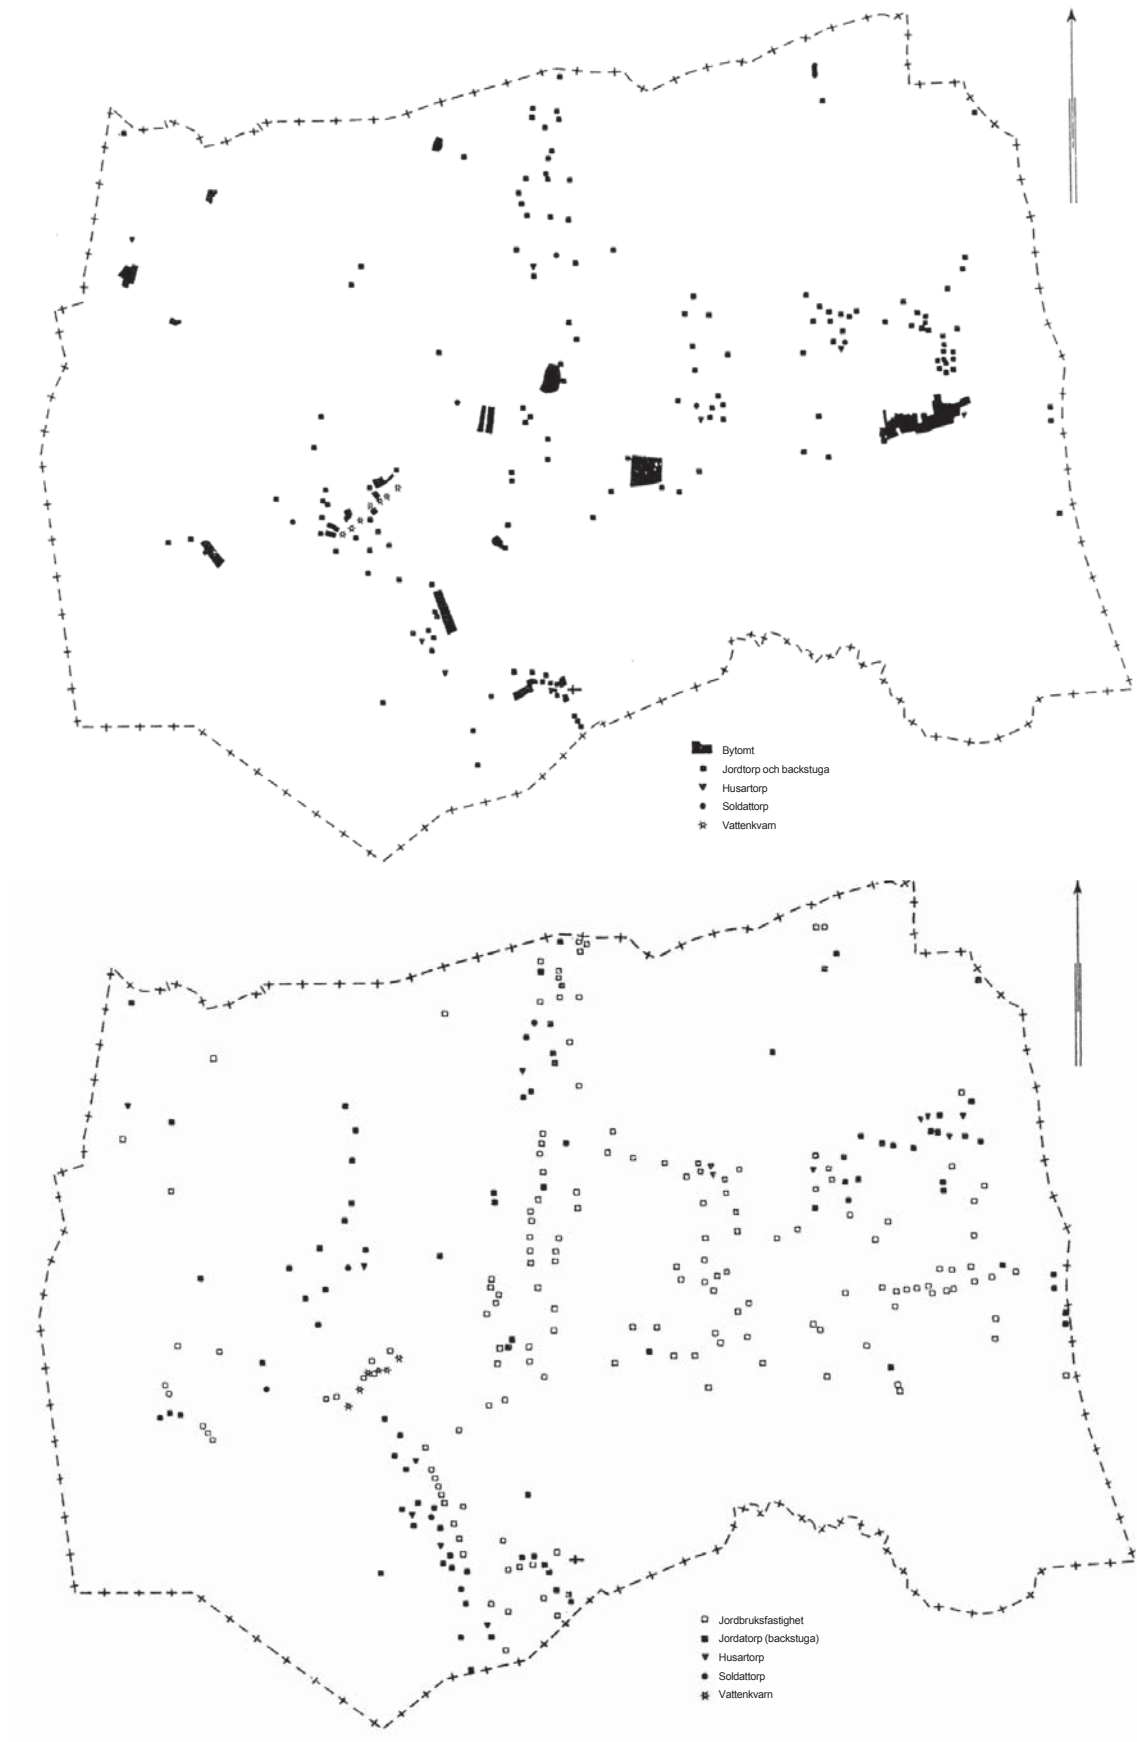 Bytomt
Jordtorp och backstuga
Husartorp
Soldattorp
Vattenkvarn
Jordbruksfastighet
Jordatorp (backstuga)
Husartorp
Soldattorp
Vattenkvarn